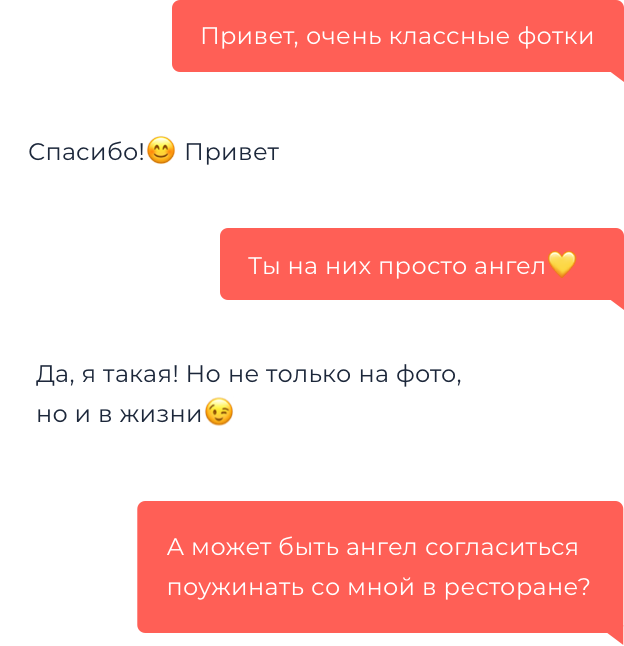 Привет, очень классные фотки
Спасибо!😊 Привет
Ты на них просто ангел💛
Да, я такая! Но не только на фото,
но и в жизни😉
А может быть ангел согласиться
поужинать со мной в ресторане?